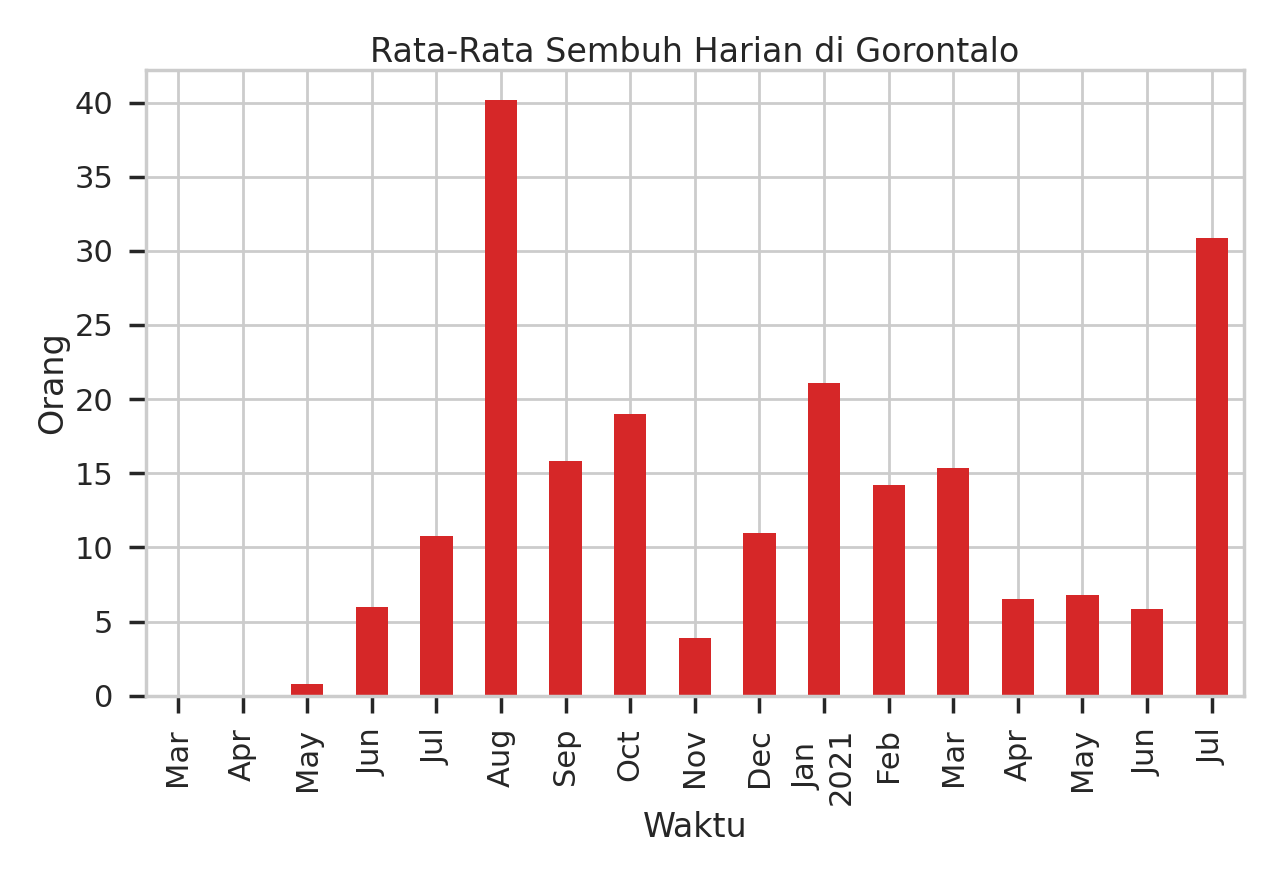 Rata-Rata Sembuh Harian di Gorontalo
Orang
40
35
30
25
20
15
10
5
0
Mar
Apr
May
Jun
Jul
Aug
Sep
Oct
Nov
Dec
Jan
2021
Feb
Mar
Apr
May
Jun
Jul
Waktu